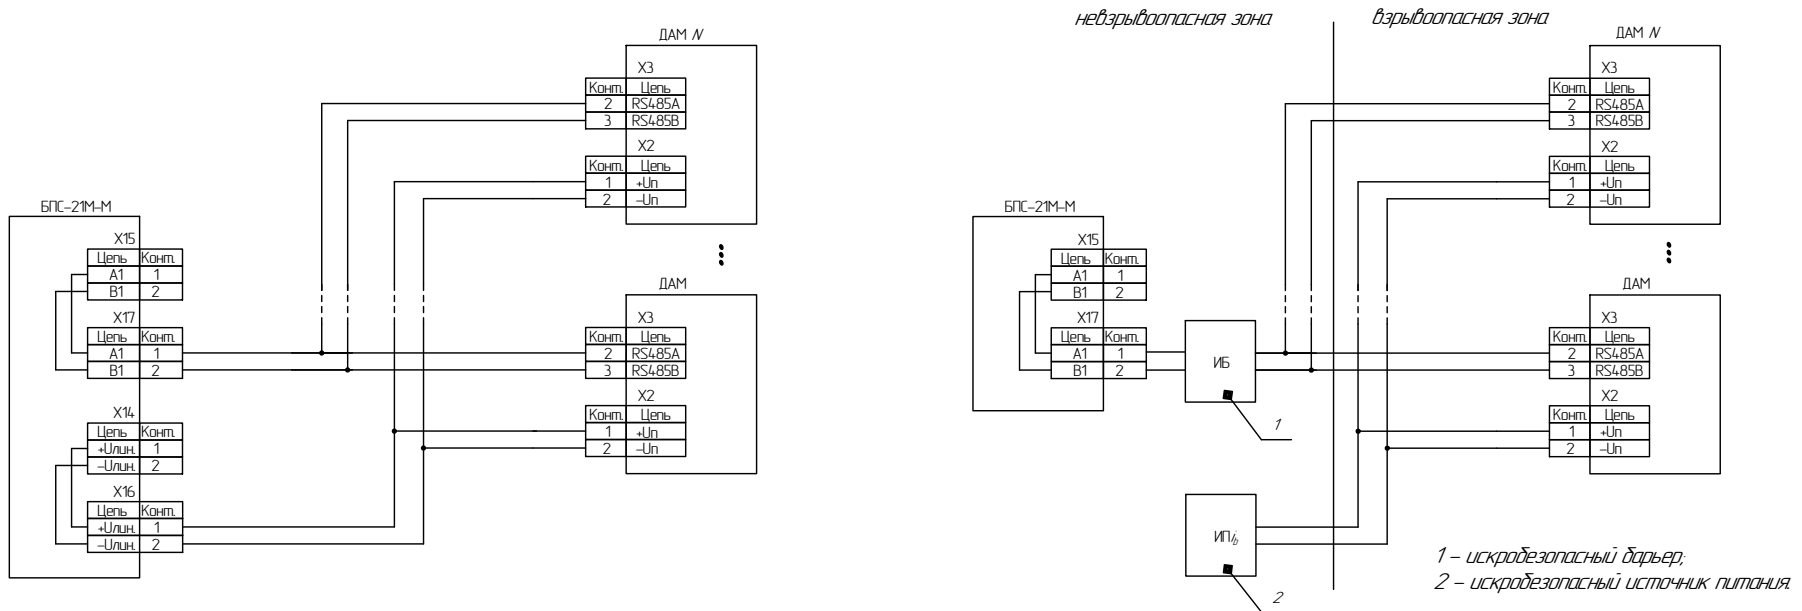 невзрывоопасная зона
взрывоопасная зона
ДАМ N
X3
Конт. Цепь
2 RS485A
3 RS485B
X2
Конт. Цепь
1 +Uп
2 –Uп
БПС–21М–М
X15
Цепь Конт.
A1 1
B1 2
X17
Цепь Конт.
A1 1
B1 2
X14
Цепь Конт.
+Uлин. 1
–Uлин. 2
X16
Цепь Конт.
+Uлин. 1
–Uлин. 2
ДАМ
X3
Конт. Цепь
2 RS485A
3 RS485B
X2
Конт. Цепь
1 +Uп
2 –Uп
ДАМ N
X3
Конт. Цепь
2 RS485A
3 RS485B
X2
Конт. Цепь
1 +Uп
2 –Uп
БПС–21М–М
X15
Цепь Конт.
A1 1
B1 2
X17
Цепь Конт.
A1 1
B1 2
ИБ
1
ИПib
2
ДАМ
X3
Конт. Цепь
2 RS485A
3 RS485B
X2
Конт. Цепь
1 +Uп
2 –Uп
1 – искробезопасный барьер;
2 – искробезопасный источник питания.